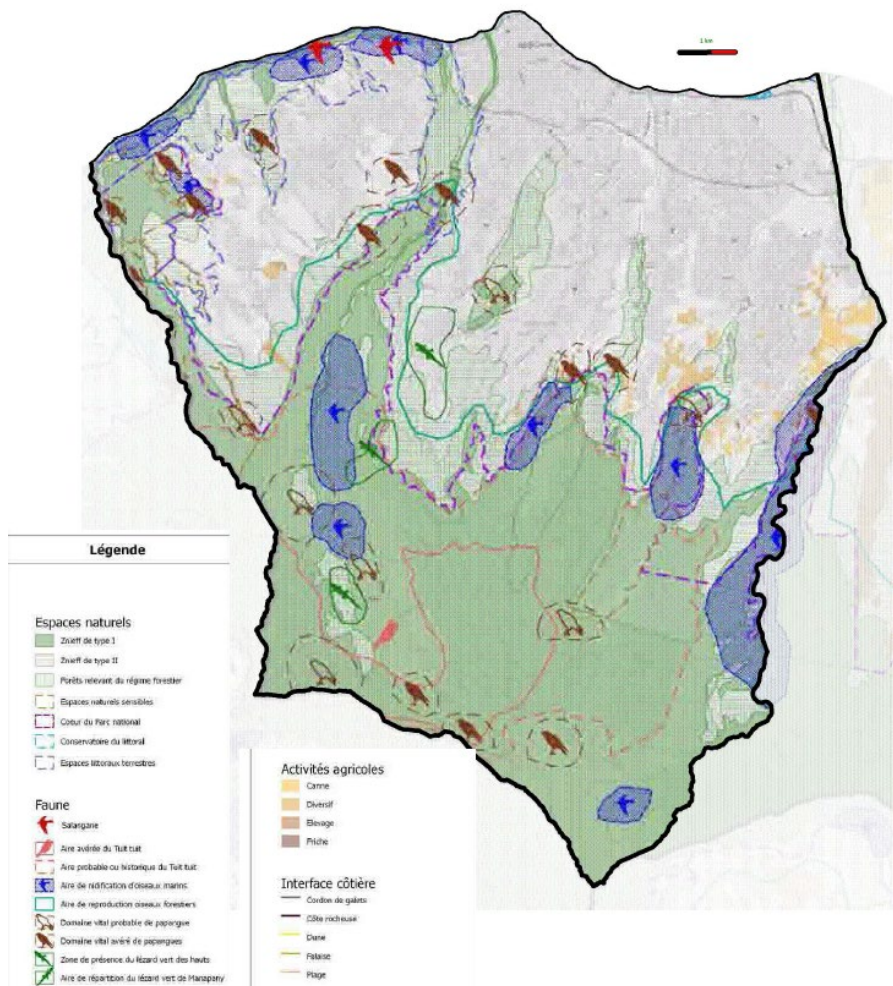 1 km
Légende
Espaces naturels
Znieff de type I
Znieff de type II
Forêts relevant du régime forestier
Espaces naturels sensibles
Coeur du Parc national
Conservatoire du littoral
Espaces littoraux terrestres
Faune
Salangane
Aire avérée du Tuit tuit
Aire probable ou historique du Tuit tuit
Aire de nidification d'oiseaux marins
Aire de reproduction oiseaux forestiers
Domaine vital probable de papangue
Domaine vital avéré de papangues
Zone de présence du lézard vert des hauts
Aire de répartition du lézard vert de Manapany
Activités agricoles
Canne
Diversif
Elevage
Friche
Interface côtière
Cordon de galets
Côte rocheuse
Dune
Falaise
Plage